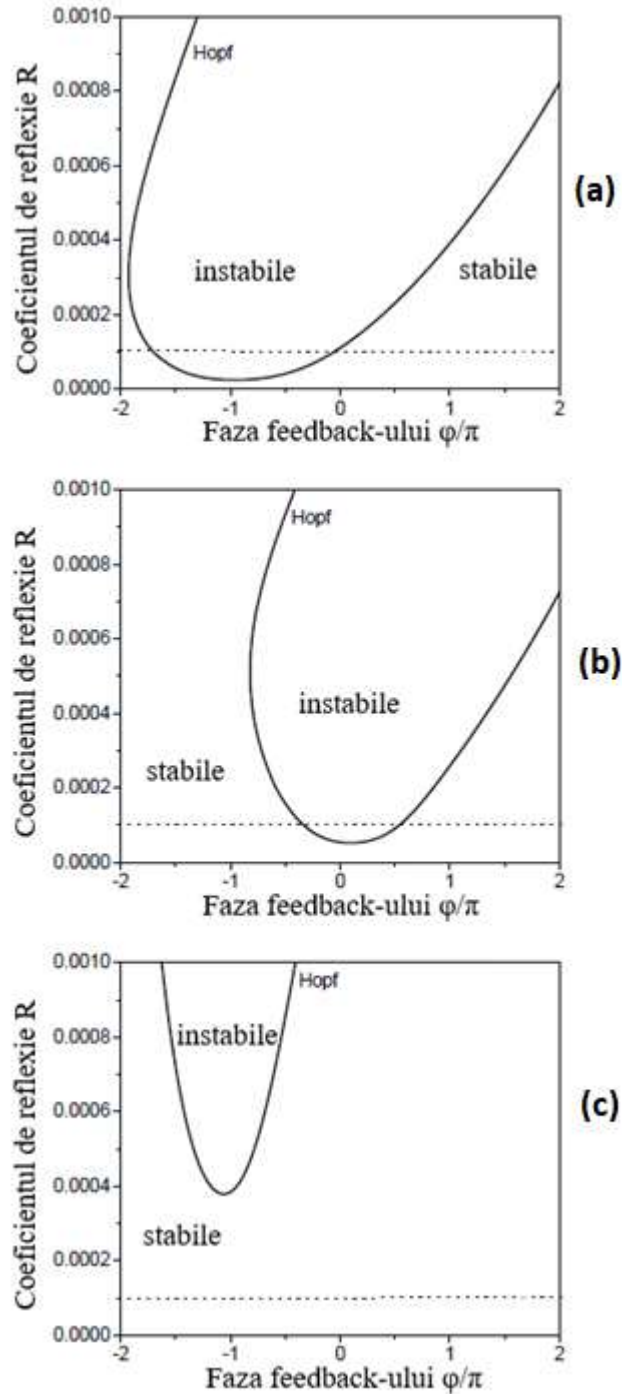 Coeficientul de reflexie R
0.0010
0.0008
0.0006
0.0004
0.0002
0.0000
Hopf
instabile
stabile
(a)
-2 -1 0 1 2
Faza feedback-ului φ/π
Coeficientul de reflexie R
0.0010
0.0008
0.0006
0.0004
0.0002
0.0000
Hopf
instabile
stabile
(b)
-2 -1 0 1 2
Faza feedback-ului φ/π
Coeficientul de reflexie R
0.0010
0.0008
0.0006
0.0004
0.0002
0.0000
Hopf
instabile
stabile
(c)
-2 -1 0 1 2
Faza feedback-ului φ/π